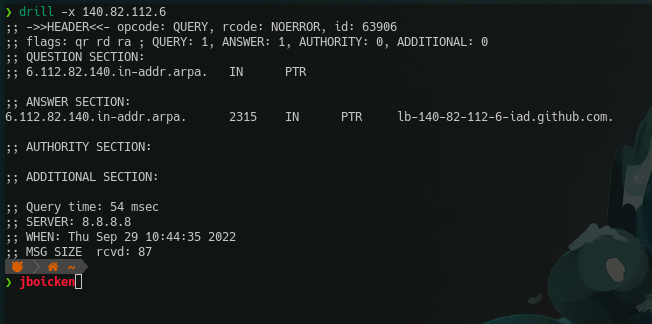 ❯ drill -x 140.82.112.6
;; ->>HEADER<<- opcode: QUERY, rcode: NOERROR, id: 63906
;; flags: qr rd ra ; QUERY: 1, ANSWER: 1, AUTHORITY: 0, ADDITIONAL: 0
;; QUESTION SECTION:
;; 6.112.82.140.in-addr.arpa.   IN      PTR
;; ANSWER SECTION:
6.112.82.140.in-addr.arpa.      2315    IN      PTR     lb-140-82-112-6-iad.github.com.
;; AUTHORITY SECTION:
;; ADDITIONAL SECTION:
;; Query time: 54 msec
;; SERVER: 8.8.8.8
;; WHEN: Thu Sep 29 10:44:35 2022
;; MSG SIZE  rcvd: 87
~
❯ jboicken